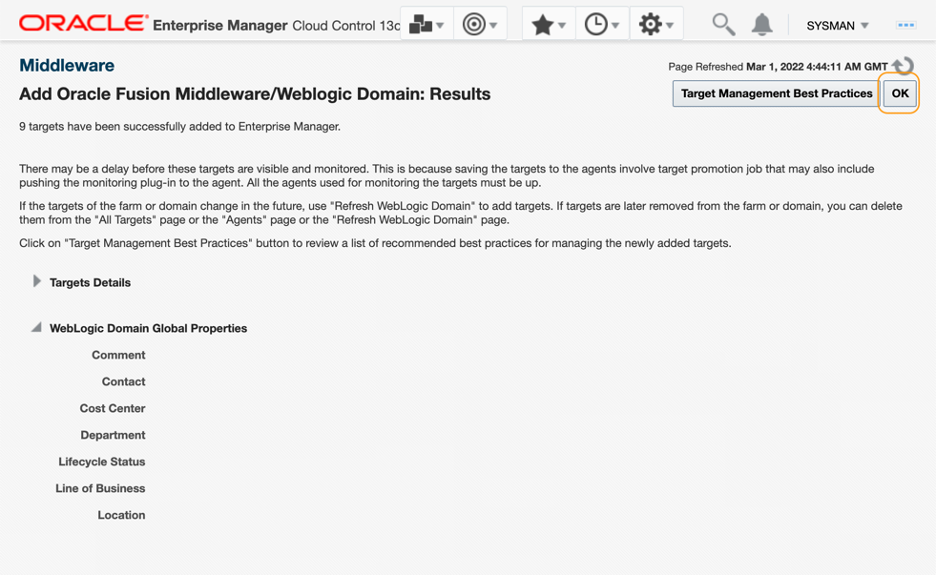 ORACLE® Enterprise Manager Cloud Control 13c
SYSMAN
Middleware
Page Refreshed Mar 1, 2022 4:44:11 AM GMT
Add Oracle Fusion Middleware/Weblogic Domain: Results
Target Management Best Practices
OK
9 targets have been successfully added to Enterprise Manager.
There may be a delay before these targets are visible and monitored. This is because saving the targets to the agents involve target promotion job that may also include
pushing the monitoring plug-in to the agent. All the agents used for monitoring the targets must be up.
If the targets of the farm or domain change in the future, use "Refresh WebLogic Domain" to add targets. If targets are later removed from the farm or domain, you can delete
them from the "All Targets" page or the "Agents" page or the "Refresh WebLogic Domain" page.
Click on "Target Management Best Practices" button to review a list of recommended best practices for managing the newly added targets.
Targets Details
WebLogic Domain Global Properties
Comment
Contact
Cost Center
Department
Lifecycle Status
Line of Business
Location